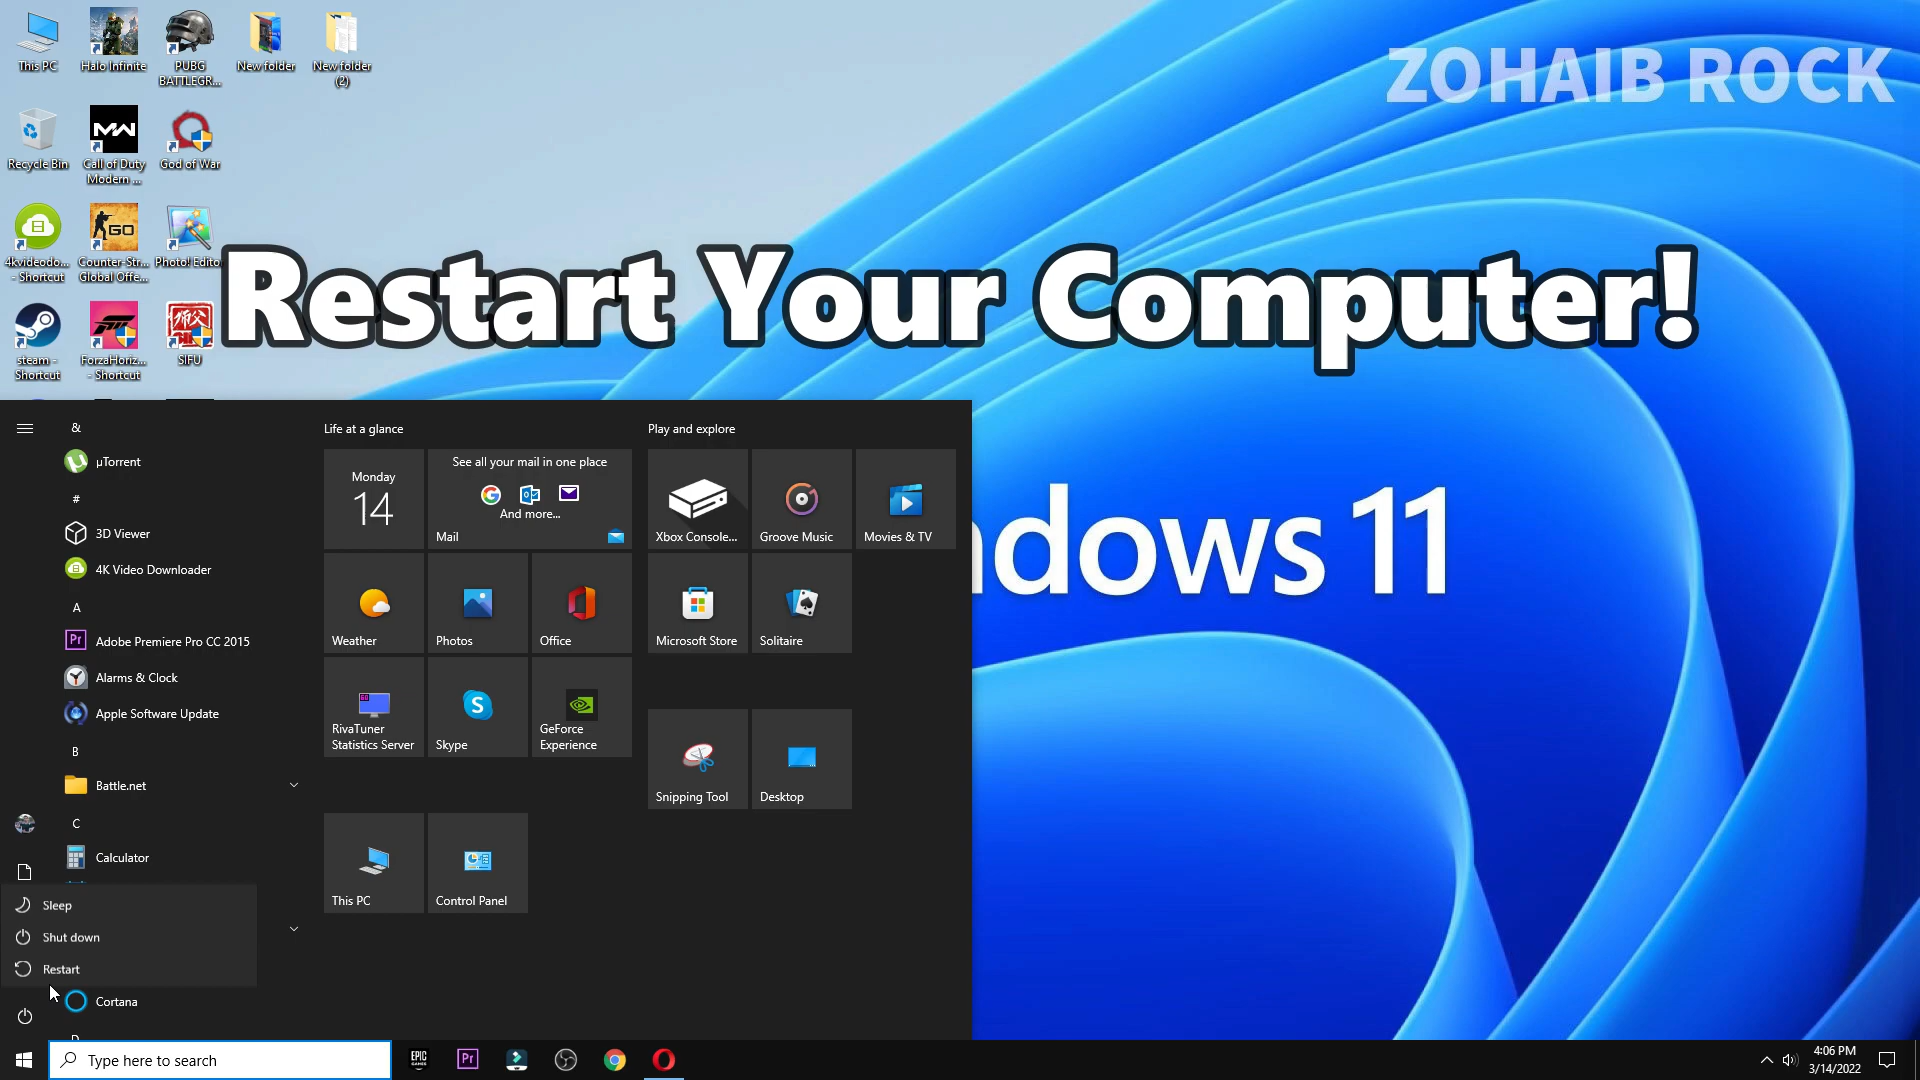 This PC
Halo Infinite
PUBG
BATTLEGR...
New folder
New folder
(2)
ZOHAIB ROCK
Recycle Bin
Call of Duty
Modern ...
God of War
4kvideodo...
- Shortcut
Counter-Str...
Global Offe...
Photo! Edito
steam -
Shortcut
ForzaHoriz...
- Shortcut
SIFU
Restart Your Computer!
ndows 11
&
µTorrent
#
3D Viewer
4K Video Downloader
A
Adobe Premiere Pro CC 2015
Alarms & Clock
Apple Software Update
B
Battle.net
C
Calculator
Sleep
Shut down
Restart
Cortana
Life at a glance
Monday
14
See all your mail in one place
And more...
Mail
Weather
Photos
Office
RivaTuner
Statistics Server
Skype
GeForce
Experience
This PC
Control Panel
Play and explore
Xbox Console...
Groove Music
Movies & TV
Microsoft Store
Solitaire
Snipping Tool
Desktop
Type here to search
EPIC
GAMES
Pr
4:06 PM
3/14/2022